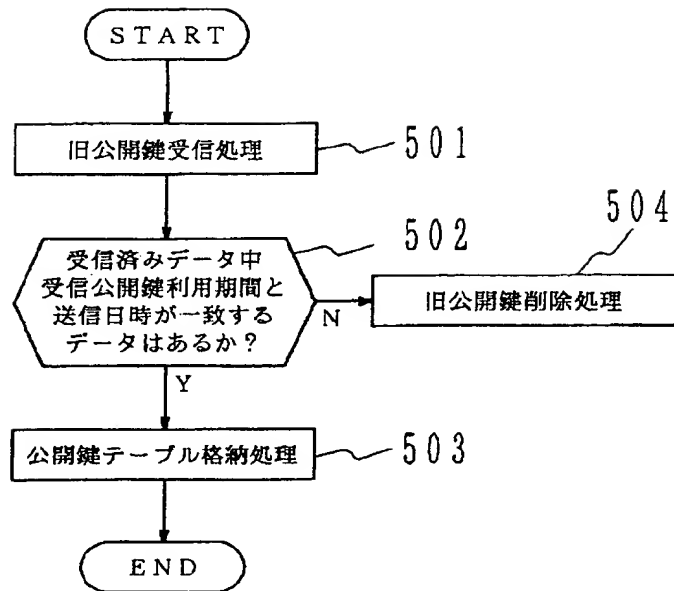 START
旧公開鍵受信処理
501
受信済みデータ中
受信公開鍵利用期間と
送信日時が一致する
データはあるか？
502
504
N
旧公開鍵削除処理
Y
公開鍵テーブル格納処理
503
END